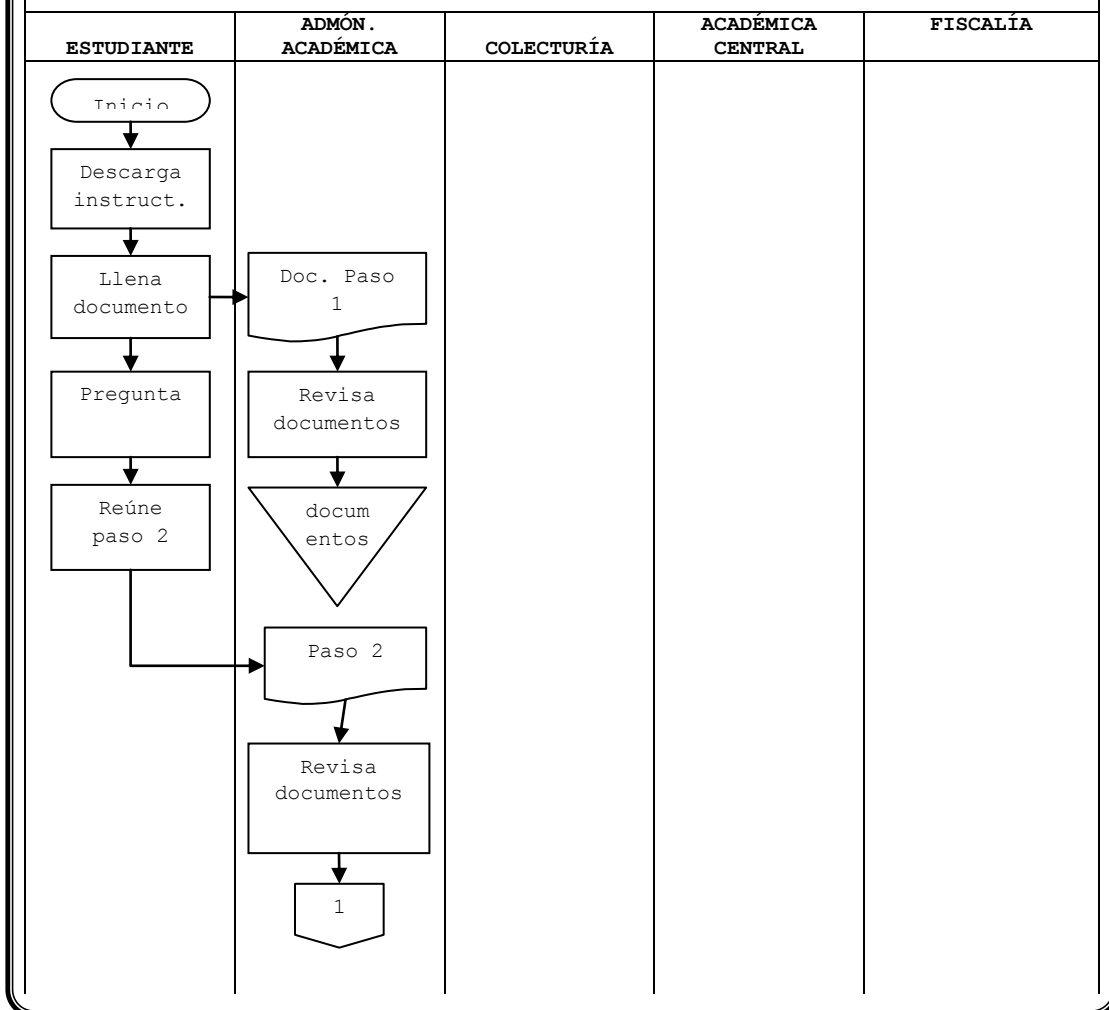 ESTUDIANTE
ADMÓN.
ACADÉMICA
COLECTURÍA
ACADÉMICA
CENTRAL
FISCALÍA
Inicio
Descarga
instruct.
Llena
documento
Doc. Paso
1
Pregunta
Revisa
documentos
Reúne
paso 2
docum
entos
Paso 2
Revisa
documentos
1